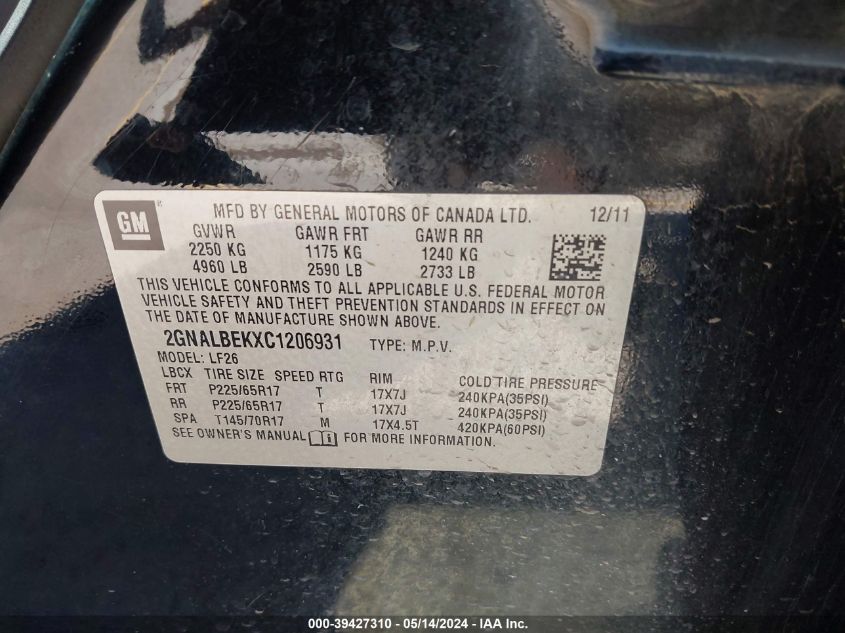 GM
MFD BY GENERAL MOTORS OF CANADA LTD. 12/11
GVWR GAWR FRT GAWR RR
2250 KG 1175 KG 1240 KG
4960 LB 2590 LB 2733 LB
THIS VEHICLE CONFORMS TO ALL APPLICABLE U.S. FEDERAL MOTOR
VEHICLE SAFETY AND THEFT PREVENTION STANDARDS IN EFFECT ON
THE DATE OF MANUFACTURE SHOWN ABOVE.
2GNALBEKXC1206931 TYPE: M.P.V.
MODEL: LF26
LBCX TIRE SIZE SPEED RTG RIM COLD TIRE PRESSURE
FRT P225/65R17 T 17X7J 240KPA(35PSI)
RR P225/65R17 T 17X7J 240KPA(35PSI)
SPA T145/70R17 M 17X4.5T 420KPA(60PSI)
SEE OWNER'S MANUAL FOR MORE INFORMATION.
000-39427310 - 05/14/2024 - IAA Inc.